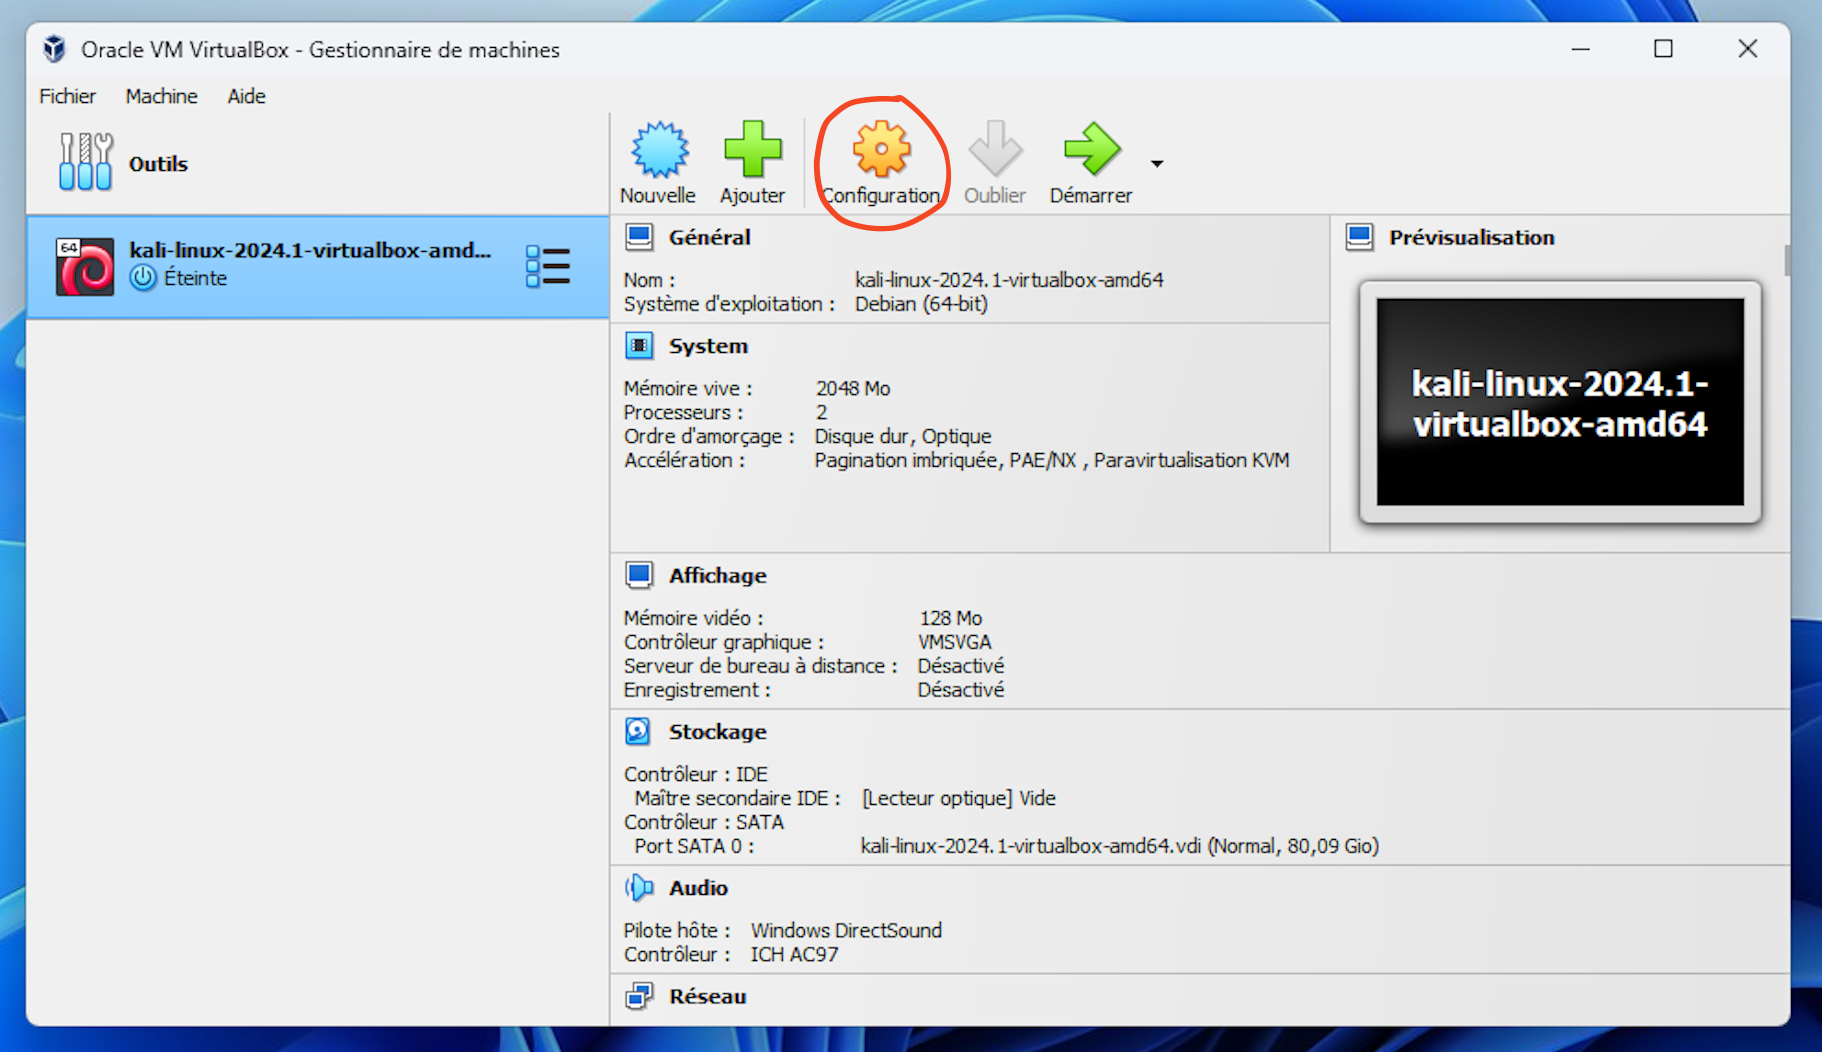 Oracle VM VirtualBox - Gestionnaire de machines
Fichier Machine Aide
Outils
Nouvelle Ajouter Configuration Oublier Démarrer
64
kali-linux-2024.1-virtualbox-amd...
Éteinte
Général
Nom : kali-linux-2024.1-virtualbox-amd64
Système d'exploitation : Debian (64-bit)
System
Mémoire vive : 2048 Mo
Processeurs : 2
Ordre d'amorçage : Disque dur, Optique
Accélération : Pagination imbriquée, PAE/NX , Paravirtualisation KVM
Prévisualisation
kali-linux-2024.1-
virtualbox-amd64
Affichage
Mémoire vidéo : 128 Mo
Contrôleur graphique : VMSVGA
Serveur de bureau à distance : Désactivé
Enregistrement : Désactivé
Stockage
Contrôleur : IDE
Maître secondaire IDE : [Lecteur optique] Vide
Contrôleur : SATA
Port SATA 0 : kali-linux-2024.1-virtualbox-amd64.vdi (Normal, 80,09 Gio)
Audio
Pilote hôte : Windows DirectSound
Contrôleur : ICH AC97
Réseau